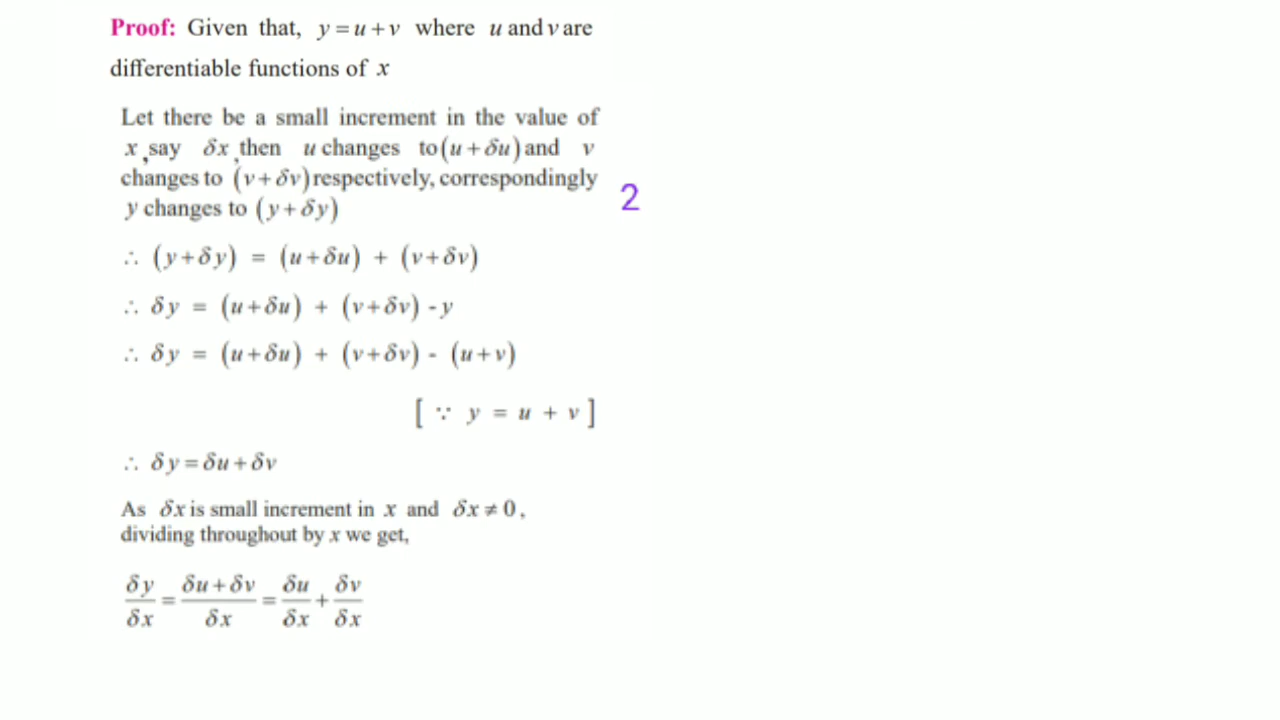 Proof: Given that, y = u + v where u and v are
differentiable functions of x
Let there be a small increment in the value of
x, say δx, then u changes to (u + δu) and v
changes to (v + δv) respectively, correspondingly
y changes to (y + δy)
2
∴ (y + δy) = (u + δu) + (v + δv)
∴ δy = (u + δu) + (v + δv) - y
∴ δy = (u + δu) + (v + δv) - (u + v)
[ ∵ y = u + v ]
∴ δy = δu + δv
As δx is small increment in x and δx ≠ 0,
dividing throughout by x we get,
δy/δx = (δu + δv)/δx = δu/δx + δv/δx